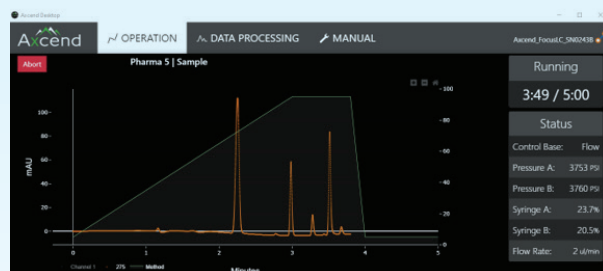 Axcend Desktop
Axcend
OPERATION
DATA PROCESSING
MANUAL
Axcend_FocusLC_SN02438
Abort
Pharma 5 | Sample
Running
3:49 / 5:00
Status
Control Base: Flow
Pressure A: 3753 PSI
Pressure B: 3760 PSI
Syringe A: 23.7%
Syringe B: 20.5%
Flow Rate: 2 ul/min
mAU
100
80
60
40
20
0
100
80
60
40
20
0
0
1
2
3
4
5
Channel 1 - 275 Method
Minutes